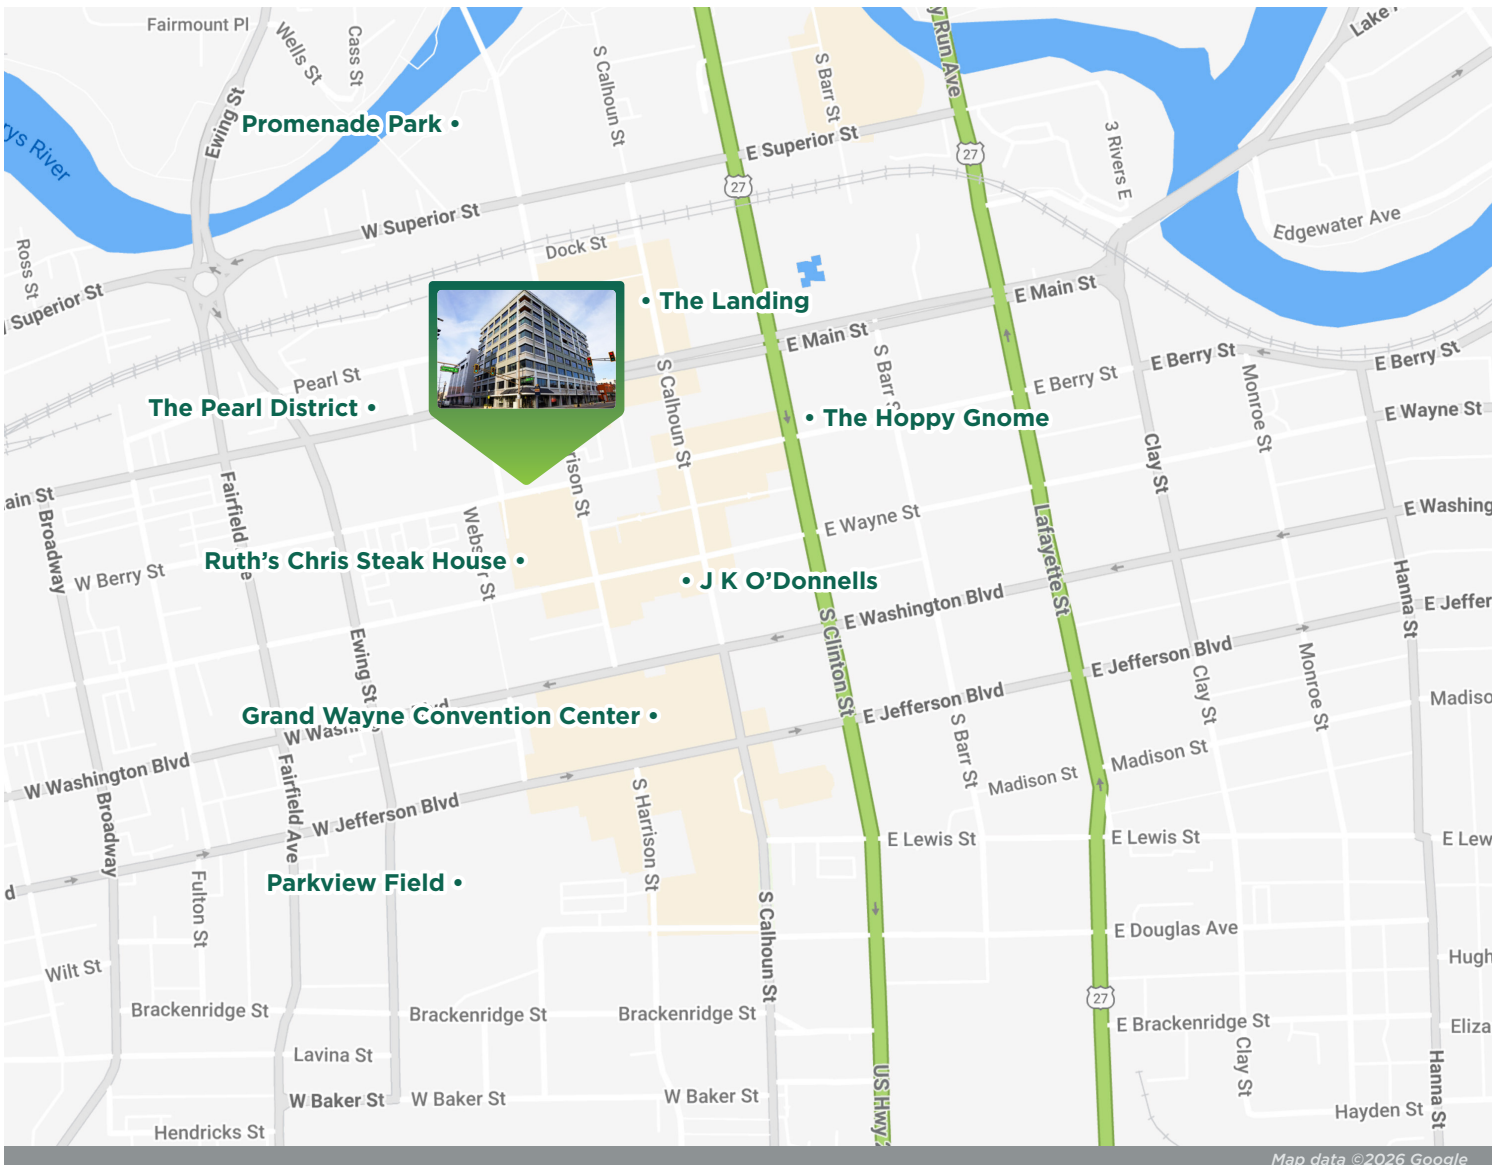 Fairmount Pl
Wells St
Cass St
S Calhoun St
S Barr St
y Run Ave
Lake
Ewing St
Promenade Park •
E Superior St
27
27
3 Rivers E
rys River
W Superior St
Dock St
Edgewater Ave
Ross St
Superior St
• The Landing
E Main St
E Main St
S Calhoun St
S Barr S
E Berry St
E Berry St
E Berry St
Pearl St
The Pearl District •
• The Hoppy Gnome
Monroe St
E Wayne St
ain St
Broadway
Fairfield
rison St
Clay St
E Washing
W Berry St
Webs r St
E Wayne St
Lafayette St
Ruth's Chris Steak House •
• J K O'Donnells
E Washington Blvd
Hanna St
E Jeffer
Ewing St
S Clinton St
E Jefferson Blvd
E Jefferson Blvd
Clay St
Monroe St
Madiso
Grand Wayne Convention Center •
W Washington Blvd
S Barr St
Madison St
Madison St
Fairfield Ave
Broadway
W Jefferson Blvd
S Harrison St
E Lewis St
E Lewis St
E Lew
Parkview Field •
d
Fulton St
S Calhoun St
E Douglas Ave
Wilt St
Hugh
27
Brackenridge St
Brackenridge St
Brackenridge St
E Brackenridge St
Eliza
Lavina St
Clay St
Hanna St
US Hwy 2
W Baker St
W Baker St
W Baker St
Hayden St
Hendricks St
Map data ©2026 Google